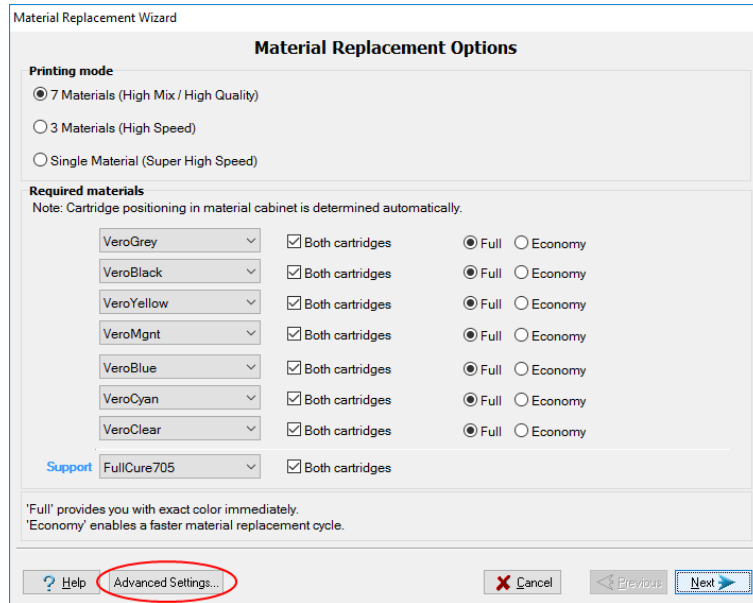 Material Replacement Wizard
Material Replacement Options
Printing mode
7 Materials (High Mix / High Quality)
3 Materials (High Speed)
Single Material (Super High Speed)
Required materials
Note: Cartridge positioning in material cabinet is determined automatically.
VeroGrey Both cartridges Full Economy
VeroBlack Both cartridges Full Economy
VeroYellow Both cartridges Full Economy
VeroMgnt Both cartridges Full Economy
VeroBlue Both cartridges Full Economy
VeroCyan Both cartridges Full Economy
VeroClear Both cartridges Full Economy
Support FullCure705 Both cartridges
'Full' provides you with exact color immediately.
'Economy' enables a faster material replacement cycle.
? Help Advanced Settings... Cancel Previous Next